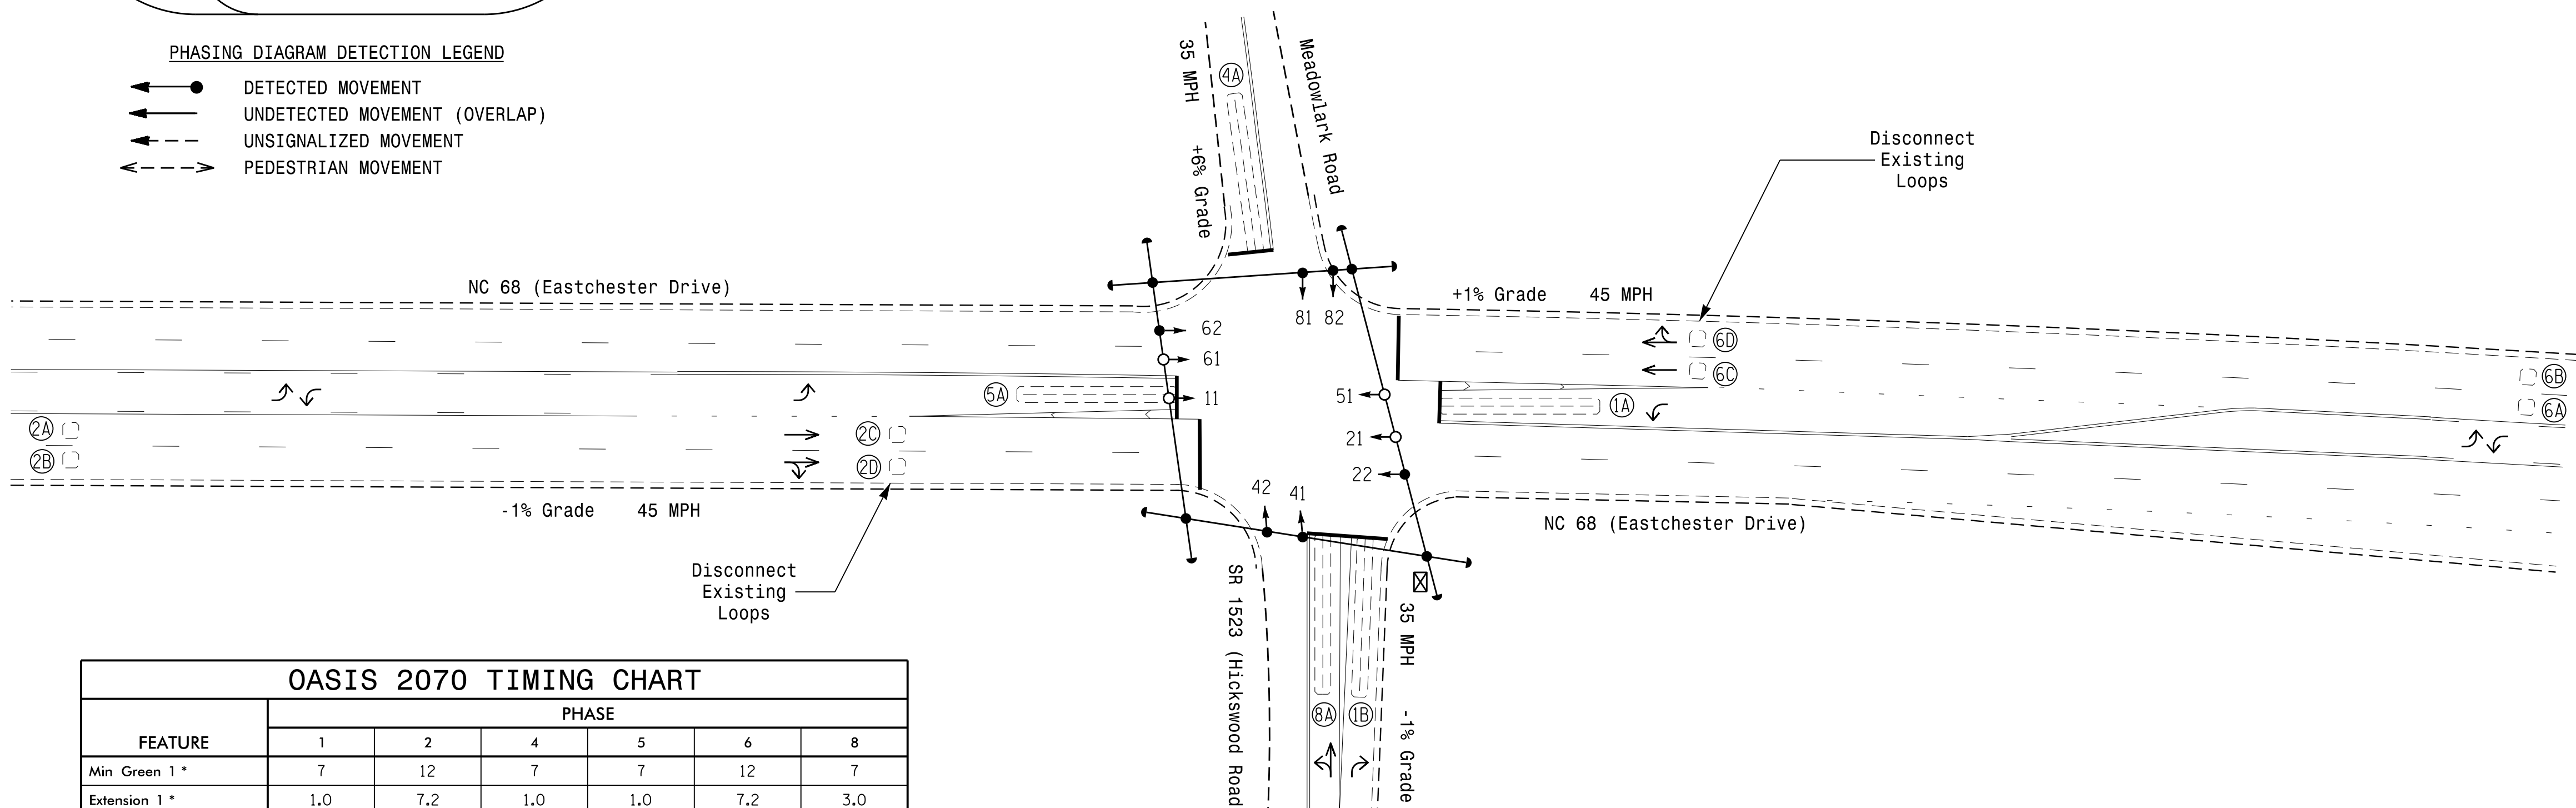 PHASING DIAGRAM DETECTION LEGEND
DETECTED MOVEMENT
UNDETECTED MOVEMENT (OVERLAP)
UNSIGNALIZED MOVEMENT
PEDESTRIAN MOVEMENT
35 MPH
+6% Grade
4A
Meadowlark Road
Disconnect
Existing
Loops
NC 68 (Eastchester Drive)
+1% Grade 45 MPH
81 82
62
61
11
5A
51
21
22
1A
6D
6C
6B
6A
2A
2B
2C
2D
42 41
-1% Grade 45 MPH
NC 68 (Eastchester Drive)
Disconnect
Existing
Loops
SR 1523 (Hickswood Road
35 MPH
-1% Grade
8A 1B
OASIS 2070 TIMING CHART
FEATURE
PHASE
1 2 4 5 6 8
Min Green 1 * 7 12 7 7 12 7
Extension 1 * 1.0 7.2 1.0 1.0 7.2 3.0